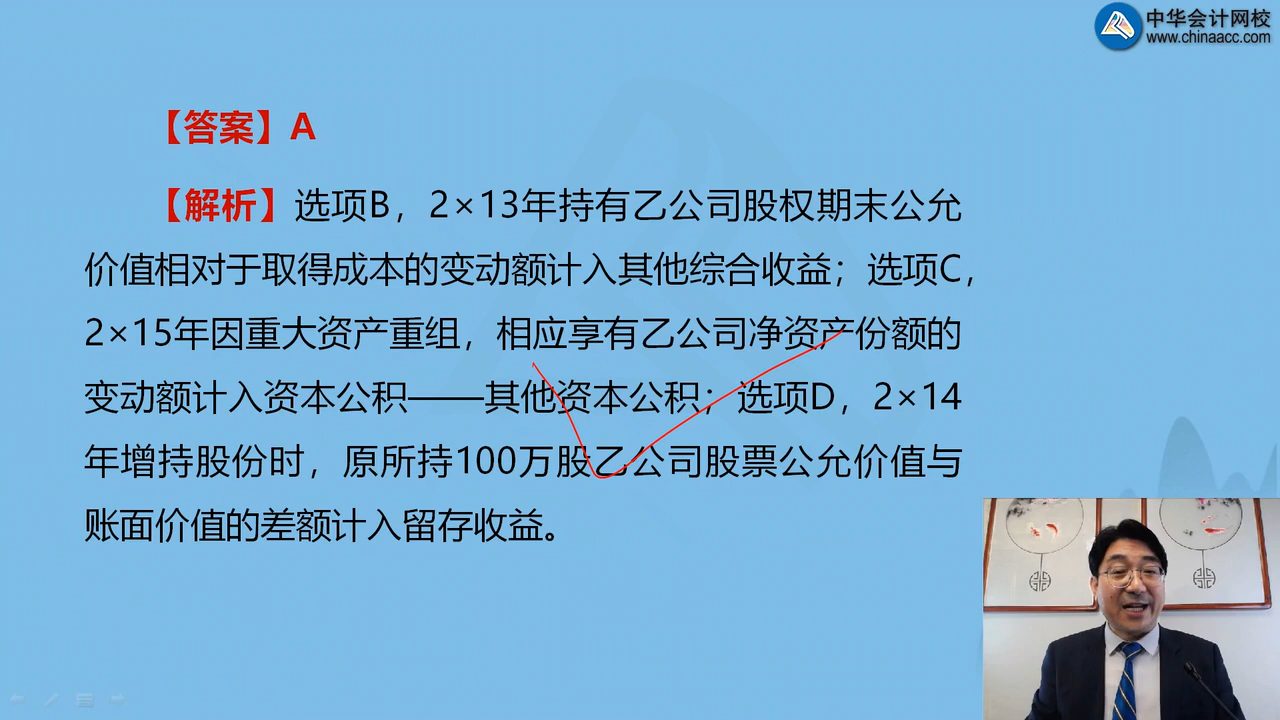 中华会计网校
www.chinaacc.com
【答案】A
【解析】选项B，2×13年持有乙公司股权期末公允
价值相对于取得成本的变动额计入其他综合收益；选项C，
2×15年因重大资产重组，相应享有乙公司净资产份额的
变动额计入资本公积——其他资本公积；选项D，2×14
年增持股份时，原所持100万股乙公司股票公允价值与
账面价值的差额计入留存收益。